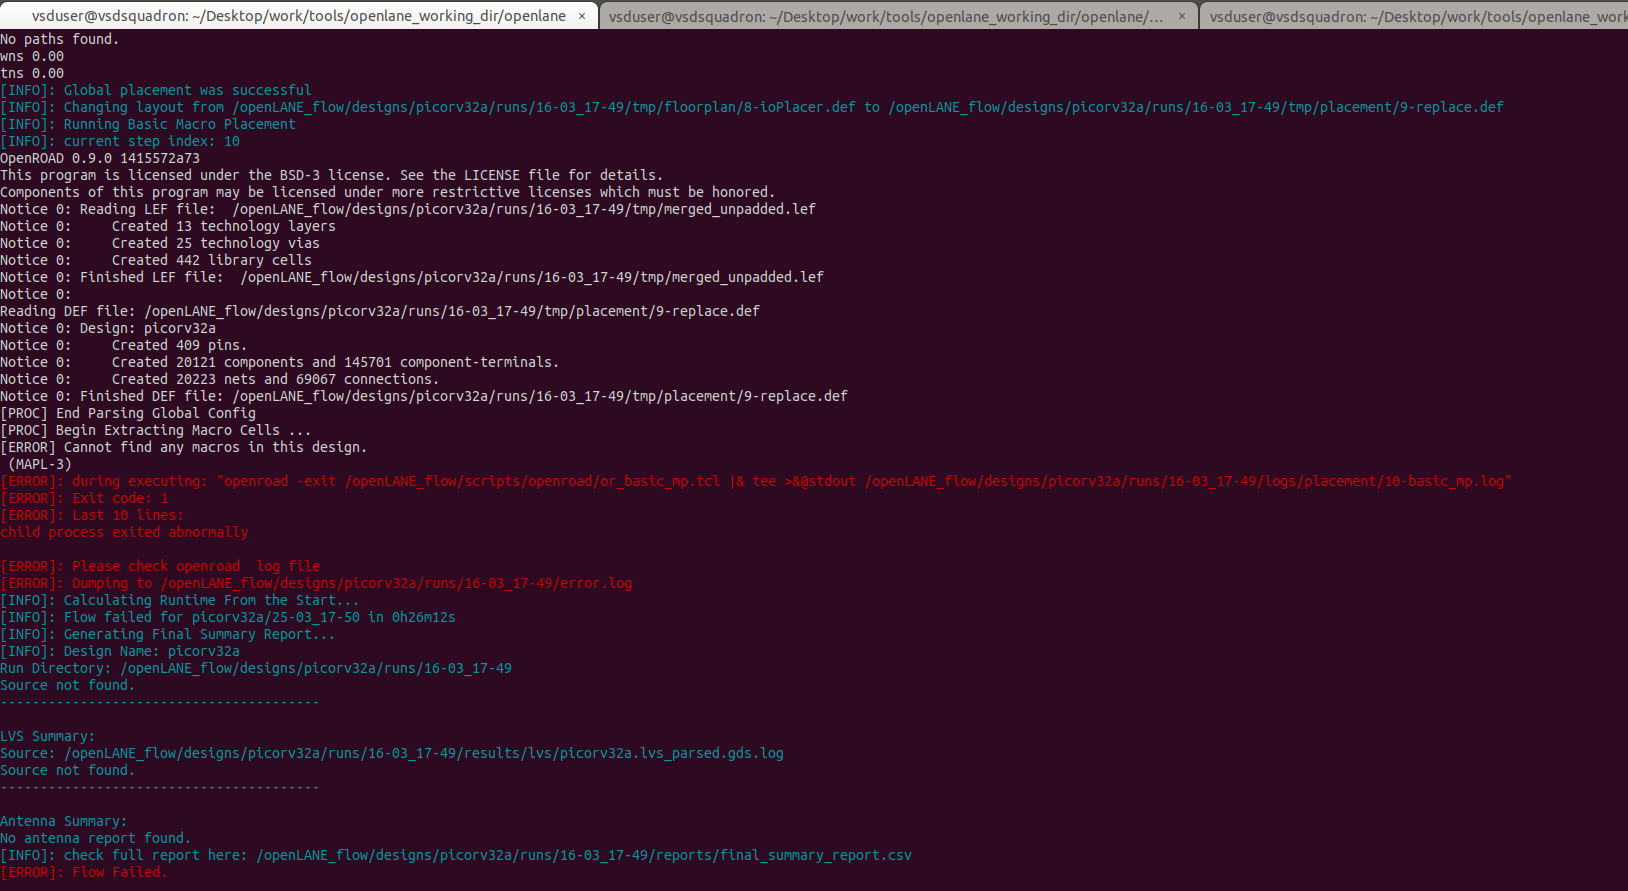 vsduser@vsdsquadron: ~/Desktop/work/tools/openlane_working_dir/openlane ×
vsduser@vsdsquadron: ~/Desktop/work/tools/openlane_working_dir/openlane/... ×
vsduser@vsdsquadron: ~/Desktop/work/tools/openlane_work
No paths found.
wns 0.00
tns 0.00
[INFO]: Global placement was successful
[INFO]: Changing layout from /openLANE_flow/designs/picorv32a/runs/16-03_17-49/tmp/floorplan/8-ioPlacer.def to /openLANE_flow/designs/picorv32a/runs/16-03_17-49/tmp/placement/9-replace.def
[INFO]: Running Basic Macro Placement
[INFO]: current step index: 10
OpenROAD 0.9.0 1415572a73
This program is licensed under the BSD-3 license. See the LICENSE file for details.
Components of this program may be licensed under more restrictive licenses which must be honored.
Notice 0: Reading LEF file:  /openLANE_flow/designs/picorv32a/runs/16-03_17-49/tmp/merged_unpadded.lef
Notice 0:     Created 13 technology layers
Notice 0:     Created 25 technology vias
Notice 0:     Created 442 library cells
Notice 0: Finished LEF file:  /openLANE_flow/designs/picorv32a/runs/16-03_17-49/tmp/merged_unpadded.lef
Notice 0:
Reading DEF file: /openLANE_flow/designs/picorv32a/runs/16-03_17-49/tmp/placement/9-replace.def
Notice 0: Design: picorv32a
Notice 0:     Created 409 pins.
Notice 0:     Created 20121 components and 145701 component-terminals.
Notice 0:     Created 20223 nets and 69067 connections.
Notice 0: Finished DEF file: /openLANE_flow/designs/picorv32a/runs/16-03_17-49/tmp/placement/9-replace.def
[PROC] End Parsing Global Config
[PROC] Begin Extracting Macro Cells ...
[ERROR] Cannot find any macros in this design.
 (MAPL-3)
[ERROR]: during executing: "openroad -exit /openLANE_flow/scripts/openroad/or_basic_mp.tcl |& tee >&@stdout /openLANE_flow/designs/picorv32a/runs/16-03_17-49/logs/placement/10-basic_mp.log"
[ERROR]: Exit code: 1
[ERROR]: Last 10 lines:
child process exited abnormally
[ERROR]: Please check openroad  log file
[ERROR]: Dumping to /openLANE_flow/designs/picorv32a/runs/16-03_17-49/error.log
[INFO]: Calculating Runtime From the Start...
[INFO]: Flow failed for picorv32a/25-03_17-50 in 0h26m12s
[INFO]: Generating Final Summary Report...
[INFO]: Design Name: picorv32a
Run Directory: /openLANE_flow/designs/picorv32a/runs/16-03_17-49
Source not found.
----------------------------------------
LVS Summary:
Source: /openLANE_flow/designs/picorv32a/runs/16-03_17-49/results/lvs/picorv32a.lvs_parsed.gds.log
Source not found.
----------------------------------------
Antenna Summary:
No antenna report found.
[INFO]: check full report here: /openLANE_flow/designs/picorv32a/runs/16-03_17-49/reports/final_summary_report.csv
[ERROR]: Flow Failed.